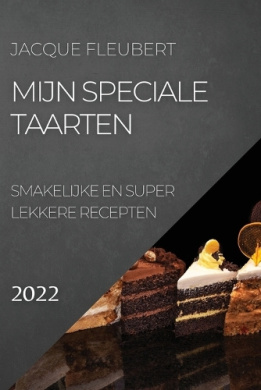 JACQUE FLEUBERT
MIJN SPECIALE
TAARTEN
SMAKELIJKE EN SUPER
LEKKERE RECEPTEN
2022